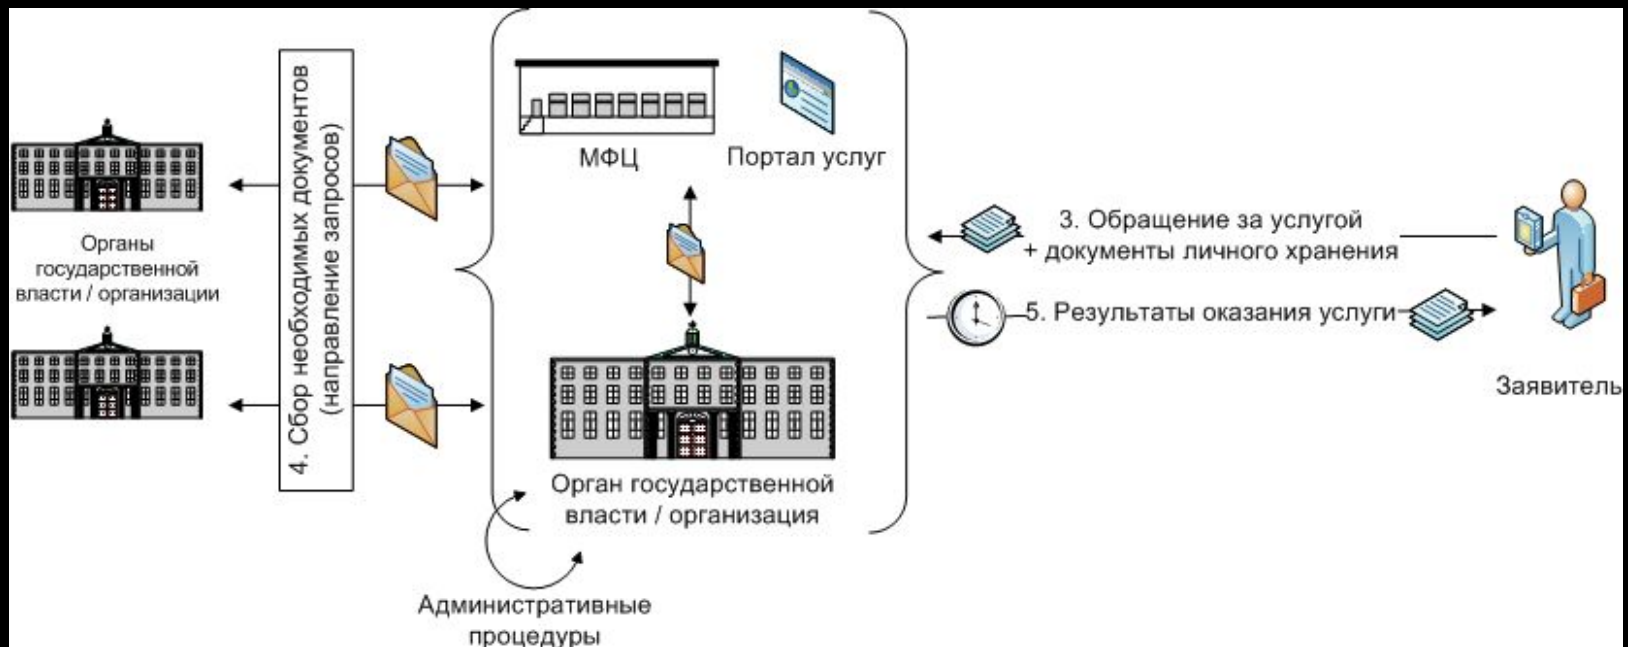 4. Сбор необходимых документов
(направление запросов)
МФЦ
Портал услуг
Органы
государственной
власти / организации
3. Обращение за услугой
+ документы личного хранения
5. Результаты оказания услуги
Заявитель
Орган государственной
власти / организация
Административные
процедуры